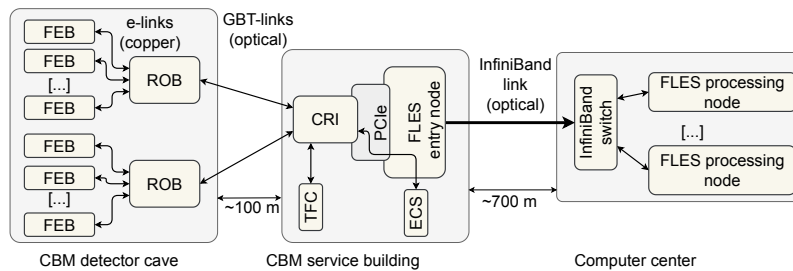 FEB
FEB
[...]
FEB
FEB
FEB
[...]
FEB
e-links
(copper)
ROB
ROB
GBT-links
(optical)
~100 m
CRI
PCIe
FLES
entry node
TFC
ECS
InfiniBand
link
(optical)
~700 m
InfiniBand
switch
FLES processing
node
[...]
FLES processing
node
CBM detector cave
CBM service building
Computer center